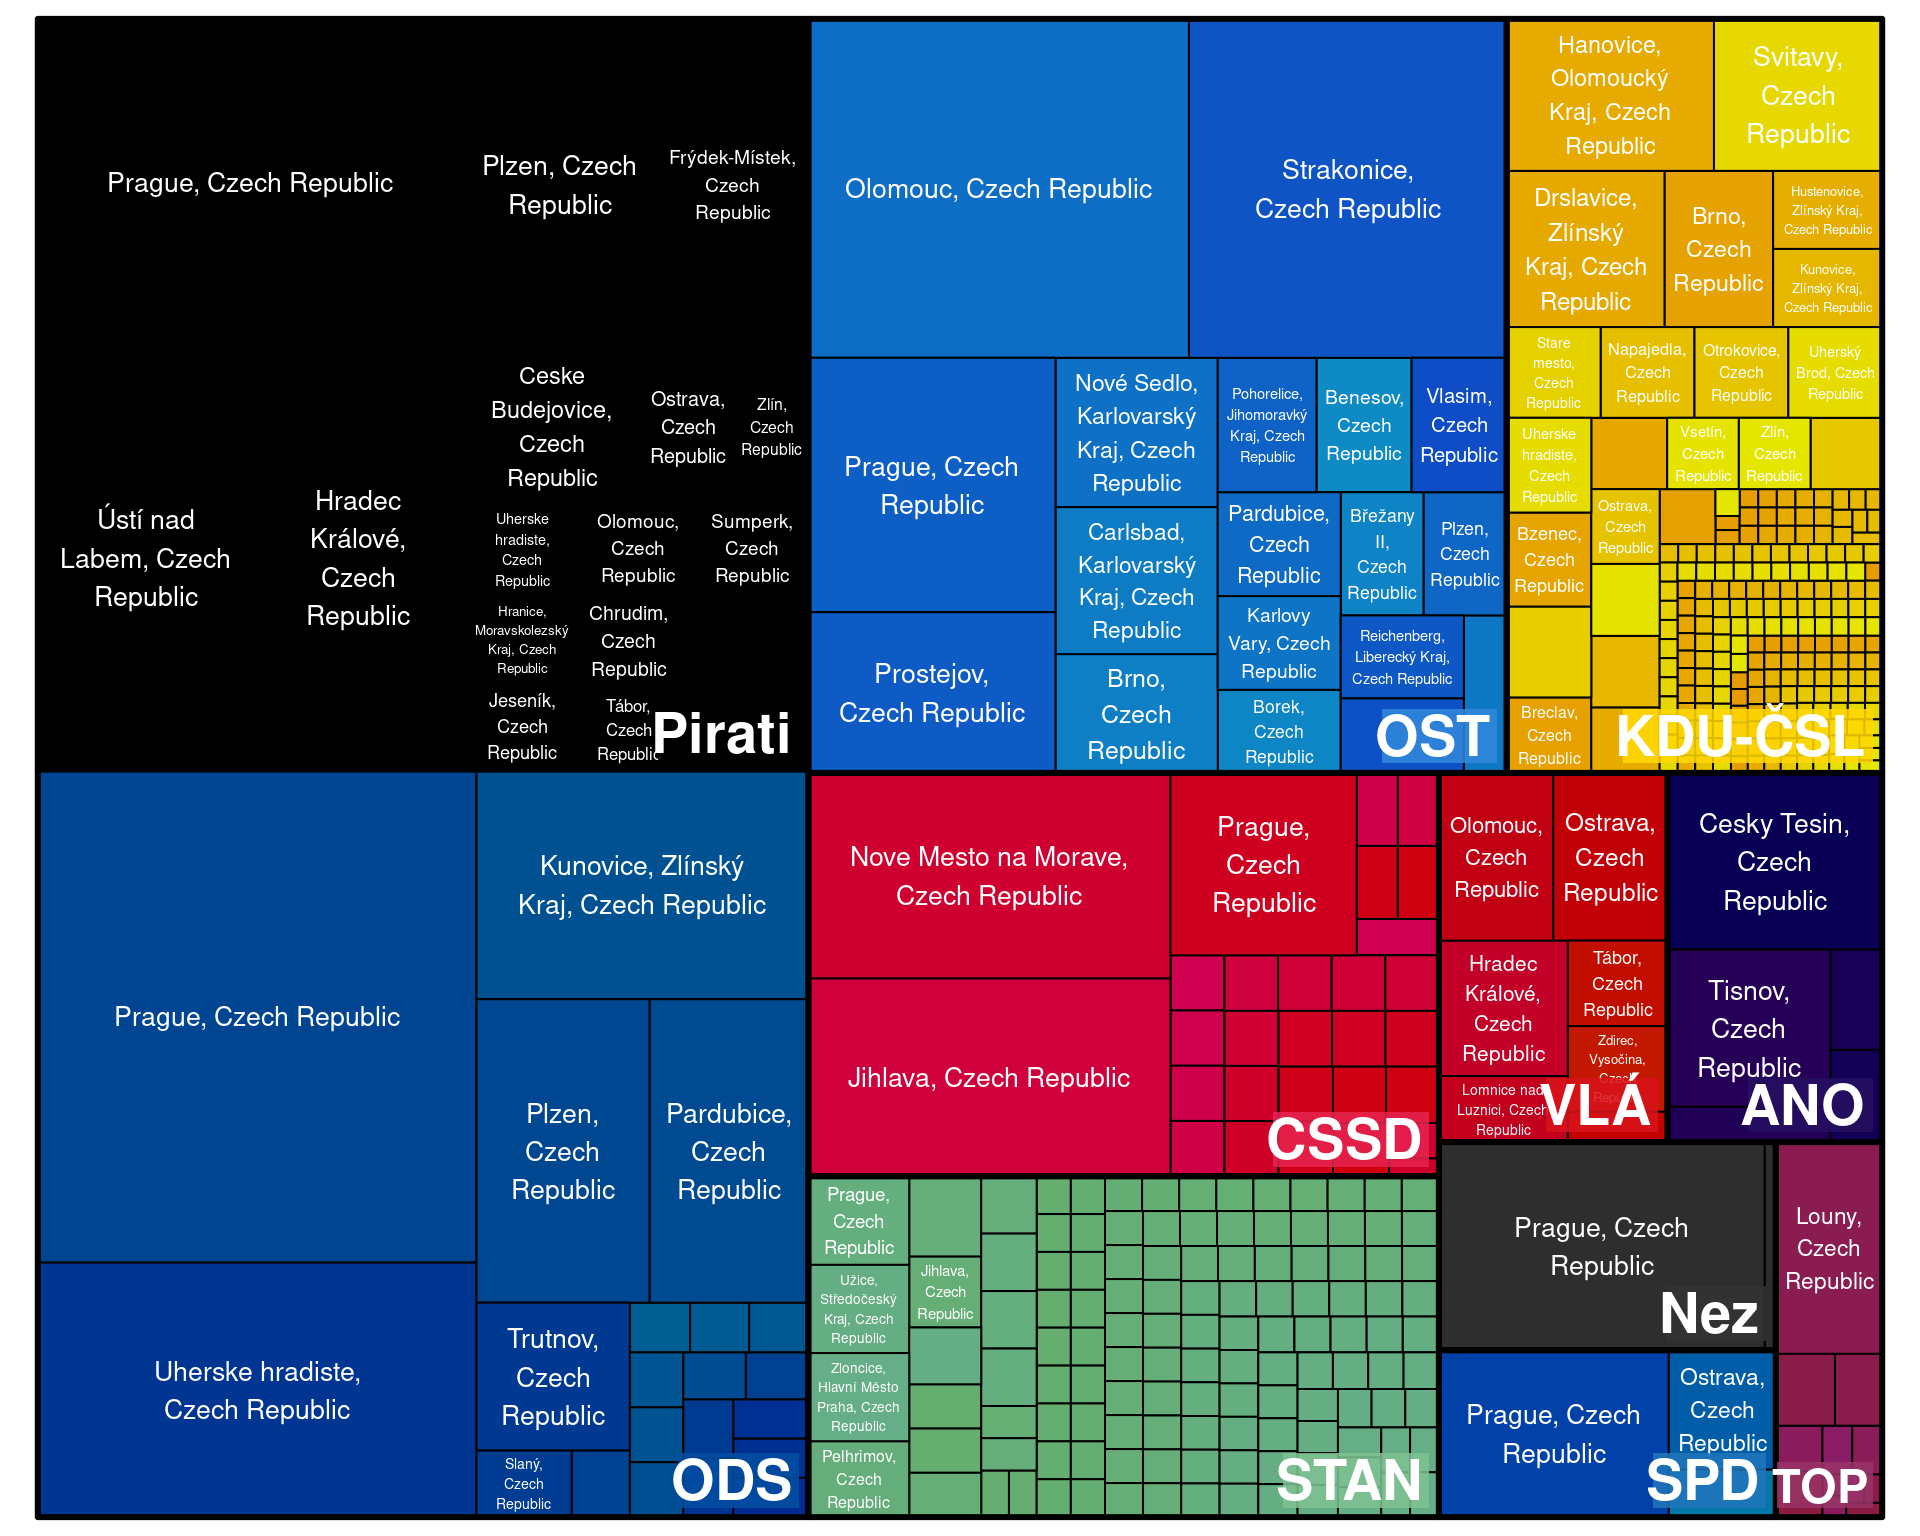 Prague, Czech Republic
Plzen, Czech
Republic
Frýdek-Místek,
Czech
Republic
Ústí nad
Labem, Czech
Republic
Hradec
Králové,
Czech
Republic
Ceske
Budejovice,
Czech
Republic
Ostrava,
Czech
Republic
Zlín,
Czech
Republic
Uherske
hradiste,
Czech
Republic
Olomouc,
Czech
Republic
Sumperk,
Czech
Republic
Hranice,
Moravskolezský
Kraj, Czech
Republic
Chrudim,
Czech
Republic
Jeseník,
Czech
Republic
Tábor,
Czech
Republic
Pirati
Olomouc, Czech Republic
Strakonice,
Czech Republic
Prague, Czech
Republic
Prostejov,
Czech Republic
Nové Sedlo,
Karlovarský
Kraj, Czech
Republic
Carlsbad,
Karlovarský
Kraj, Czech
Republic
Brno,
Czech
Republic
Pohorelice,
Jihomoravký
Kraj, Czech
Republic
Benesov,
Czech
Republic
Vlasim,
Czech
Republic
Pardubice,
Czech
Republic
Břežany
II,
Czech
Republic
Plzen,
Czech
Republic
Karlovy
Vary, Czech
Republic
Reichenberg,
Liberecký Kraj,
Czech Republic
Borek,
Czech
Republic
OST
Hanovice,
Olomoucký
Kraj, Czech
Republic
Svitavy,
Czech
Republic
Drslavice,
Zlínský
Kraj, Czech
Republic
Brno,
Czech
Republic
Hustenovice,
Zlínský Kraj,
Czech Republic
Kunovice,
Zlínský Kraj,
Czech Republic
Stare
mesto,
Czech
Republic
Napajedla,
Czech
Republic
Otrokovice,
Czech
Republic
Uherský
Brod, Czech
Republic
Uherske
hradiste,
Czech
Republic
Vsetín,
Czech
Republic
Zlín,
Czech
Republic
Ostrava,
Czech
Republic
Bzenec,
Czech
Republic
Breclav,
Czech
Republic
KDU-ČSL
Prague, Czech Republic
Uherske hradiste,
Czech Republic
Kunovice, Zlínský
Kraj, Czech Republic
Plzen,
Czech
Republic
Pardubice,
Czech
Republic
Trutnov,
Czech
Republic
Slaný,
Czech
Republic
ODS
Nove Mesto na Morave,
Czech Republic
Jihlava, Czech Republic
Prague,
Czech
Republic
CSSD
Olomouc,
Czech
Republic
Ostrava,
Czech
Republic
Hradec
Králové,
Czech
Republic
Tábor,
Czech
Republic
Zdirec,
Vysočina,
Czech
Lomnice nad
Luznici, Czech
Republic
VLÁ
Cesky Tesin,
Czech
Republic
Tisnov,
Czech
Republic
ANO
Prague,
Czech
Republic
Užice,
Středočeský
Kraj, Czech
Republic
Zloncice,
Hlavní Město
Praha, Czech
Republic
Pelhrimov,
Czech
Republic
Jihlava,
Czech
Republic
STAN
Prague, Czech
Republic
Nez
Prague, Czech
Republic
Ostrava,
Czech
Republic
SPD
Louny,
Czech
Republic
TOP